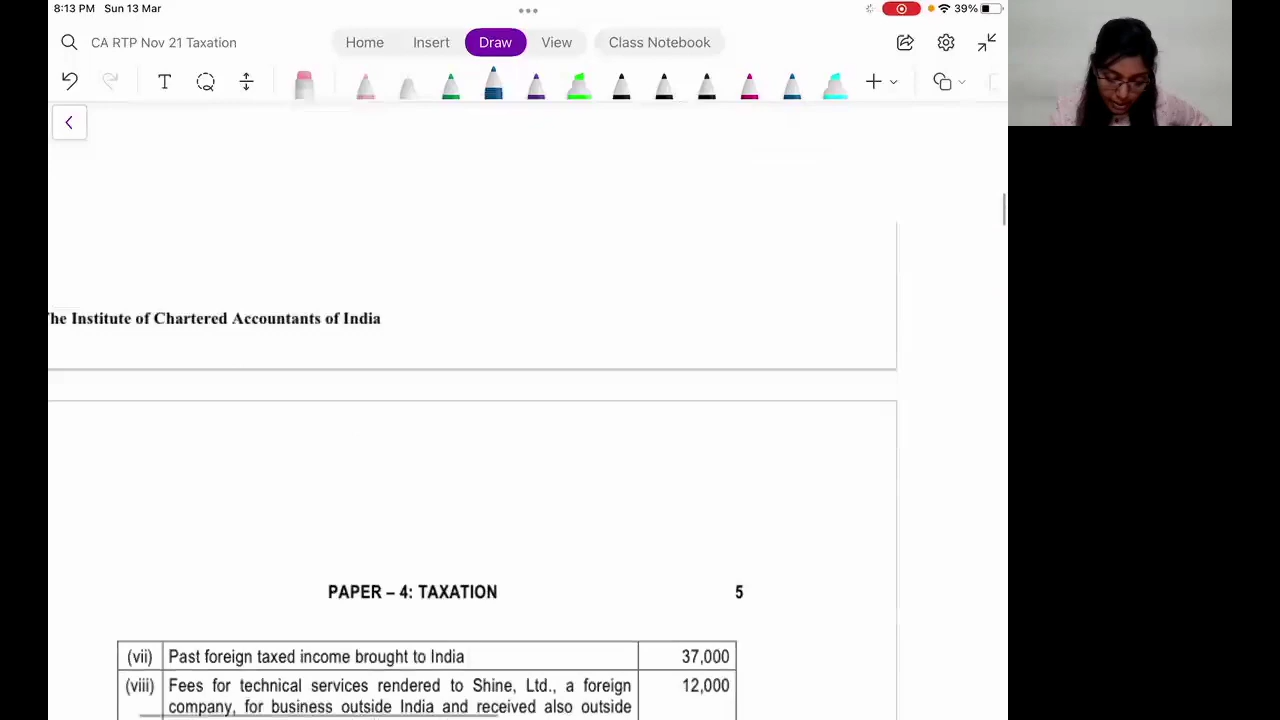 8:13 PM Sun 13 Mar
39%
CA RTP Nov 21 Taxation
Home Insert Draw View Class Notebook
T
The Institute of Chartered Accountants of India
PAPER – 4: TAXATION 5
(vii) Past foreign taxed income brought to India 37,000
(viii) Fees for technical services rendered to Shine, Ltd., a foreign 12,000
company, for business outside India and received also outside